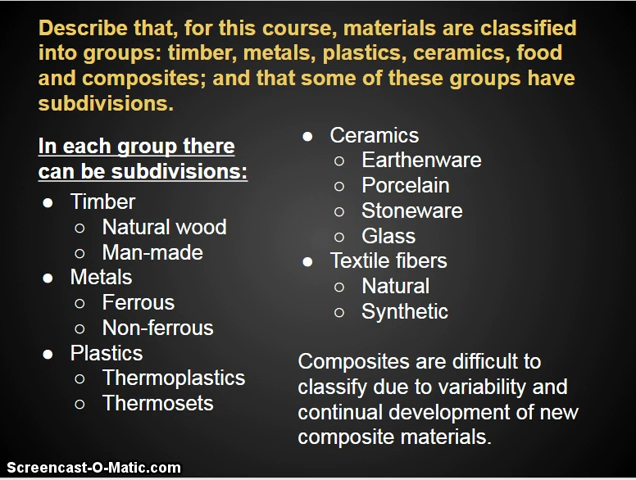 Describe that, for this course, materials are classified
into groups: timber, metals, plastics, ceramics, food
and composites; and that some of these groups have
subdivisions.
In each group there
can be subdivisions:
● Timber
○ Natural wood
○ Man-made
● Metals
○ Ferrous
○ Non-ferrous
● Plastics
○ Thermoplastics
○ Thermosets
● Ceramics
○ Earthenware
○ Porcelain
○ Stoneware
○ Glass
● Textile fibers
○ Natural
○ Synthetic
Composites are difficult to
classify due to variability and
continual development of new
composite materials.
Screencast-O-Matic.com